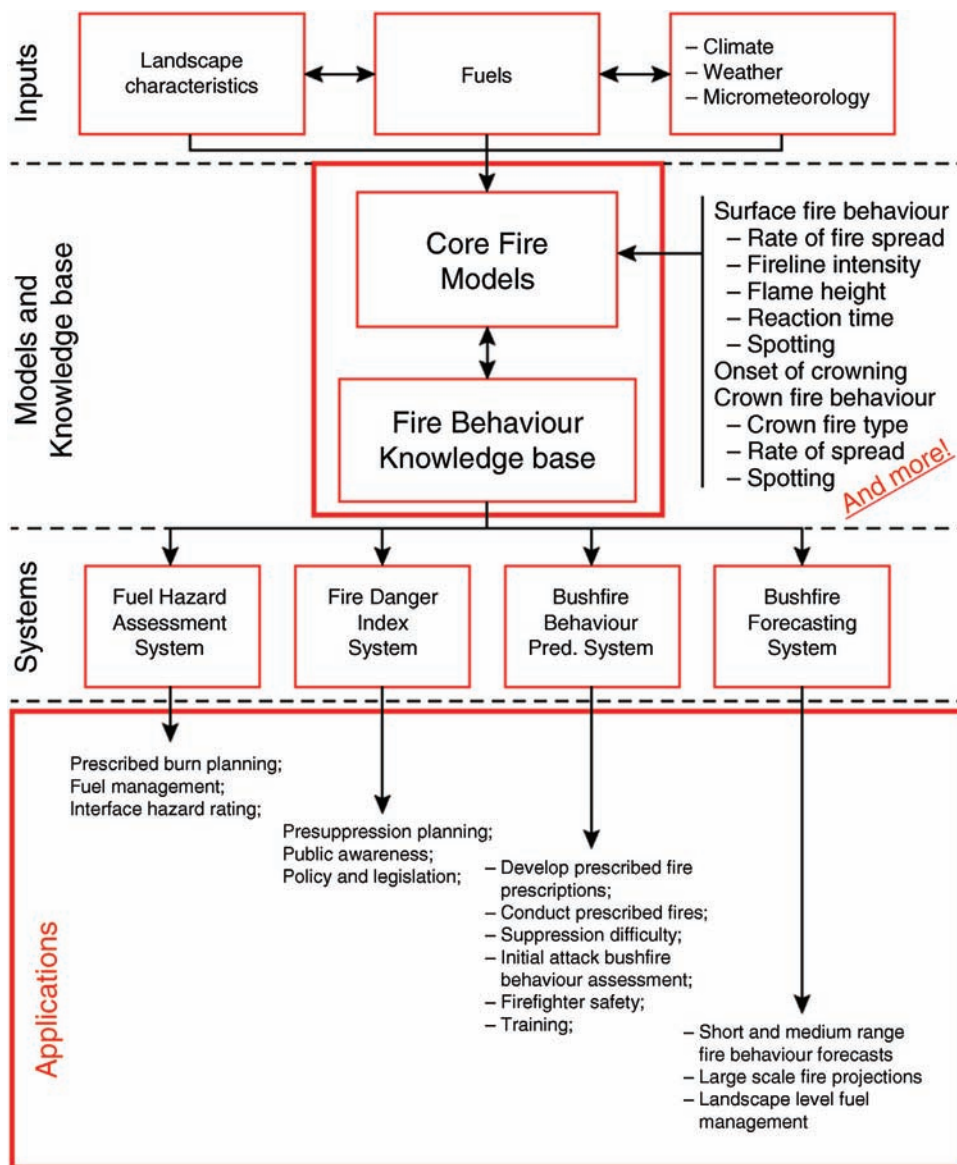 Inputs
Landscape
characteristics
Fuels
– Climate
– Weather
– Micrometeorology
Models and
Knowledge base
Core Fire
Models
Fire Behaviour
Knowledge base
Surface fire behaviour
– Rate of fire spread
– Fireline intensity
– Flame height
– Reaction time
– Spotting
Onset of crowning
Crown fire behaviour
– Crown fire type
– Rate of spread
– Spotting
And more!
Systems
Fuel Hazard
Assessment
System
Fire Danger
Index
System
Bushfire
Behaviour
Pred. System
Bushfire
Forecasting
System
Applications
Prescribed burn planning;
Fuel management;
Interface hazard rating;
Presuppression planning;
Public awareness;
Policy and legislation;
– Develop prescribed fire
prescriptions;
– Conduct prescribed fires;
– Suppression difficulty;
– Initial attack bushfire
behaviour assessment;
– Firefighter safety;
– Training;
– Short and medium range
fire behaviour forecasts
– Large scale fire projections
– Landscape level fuel
management